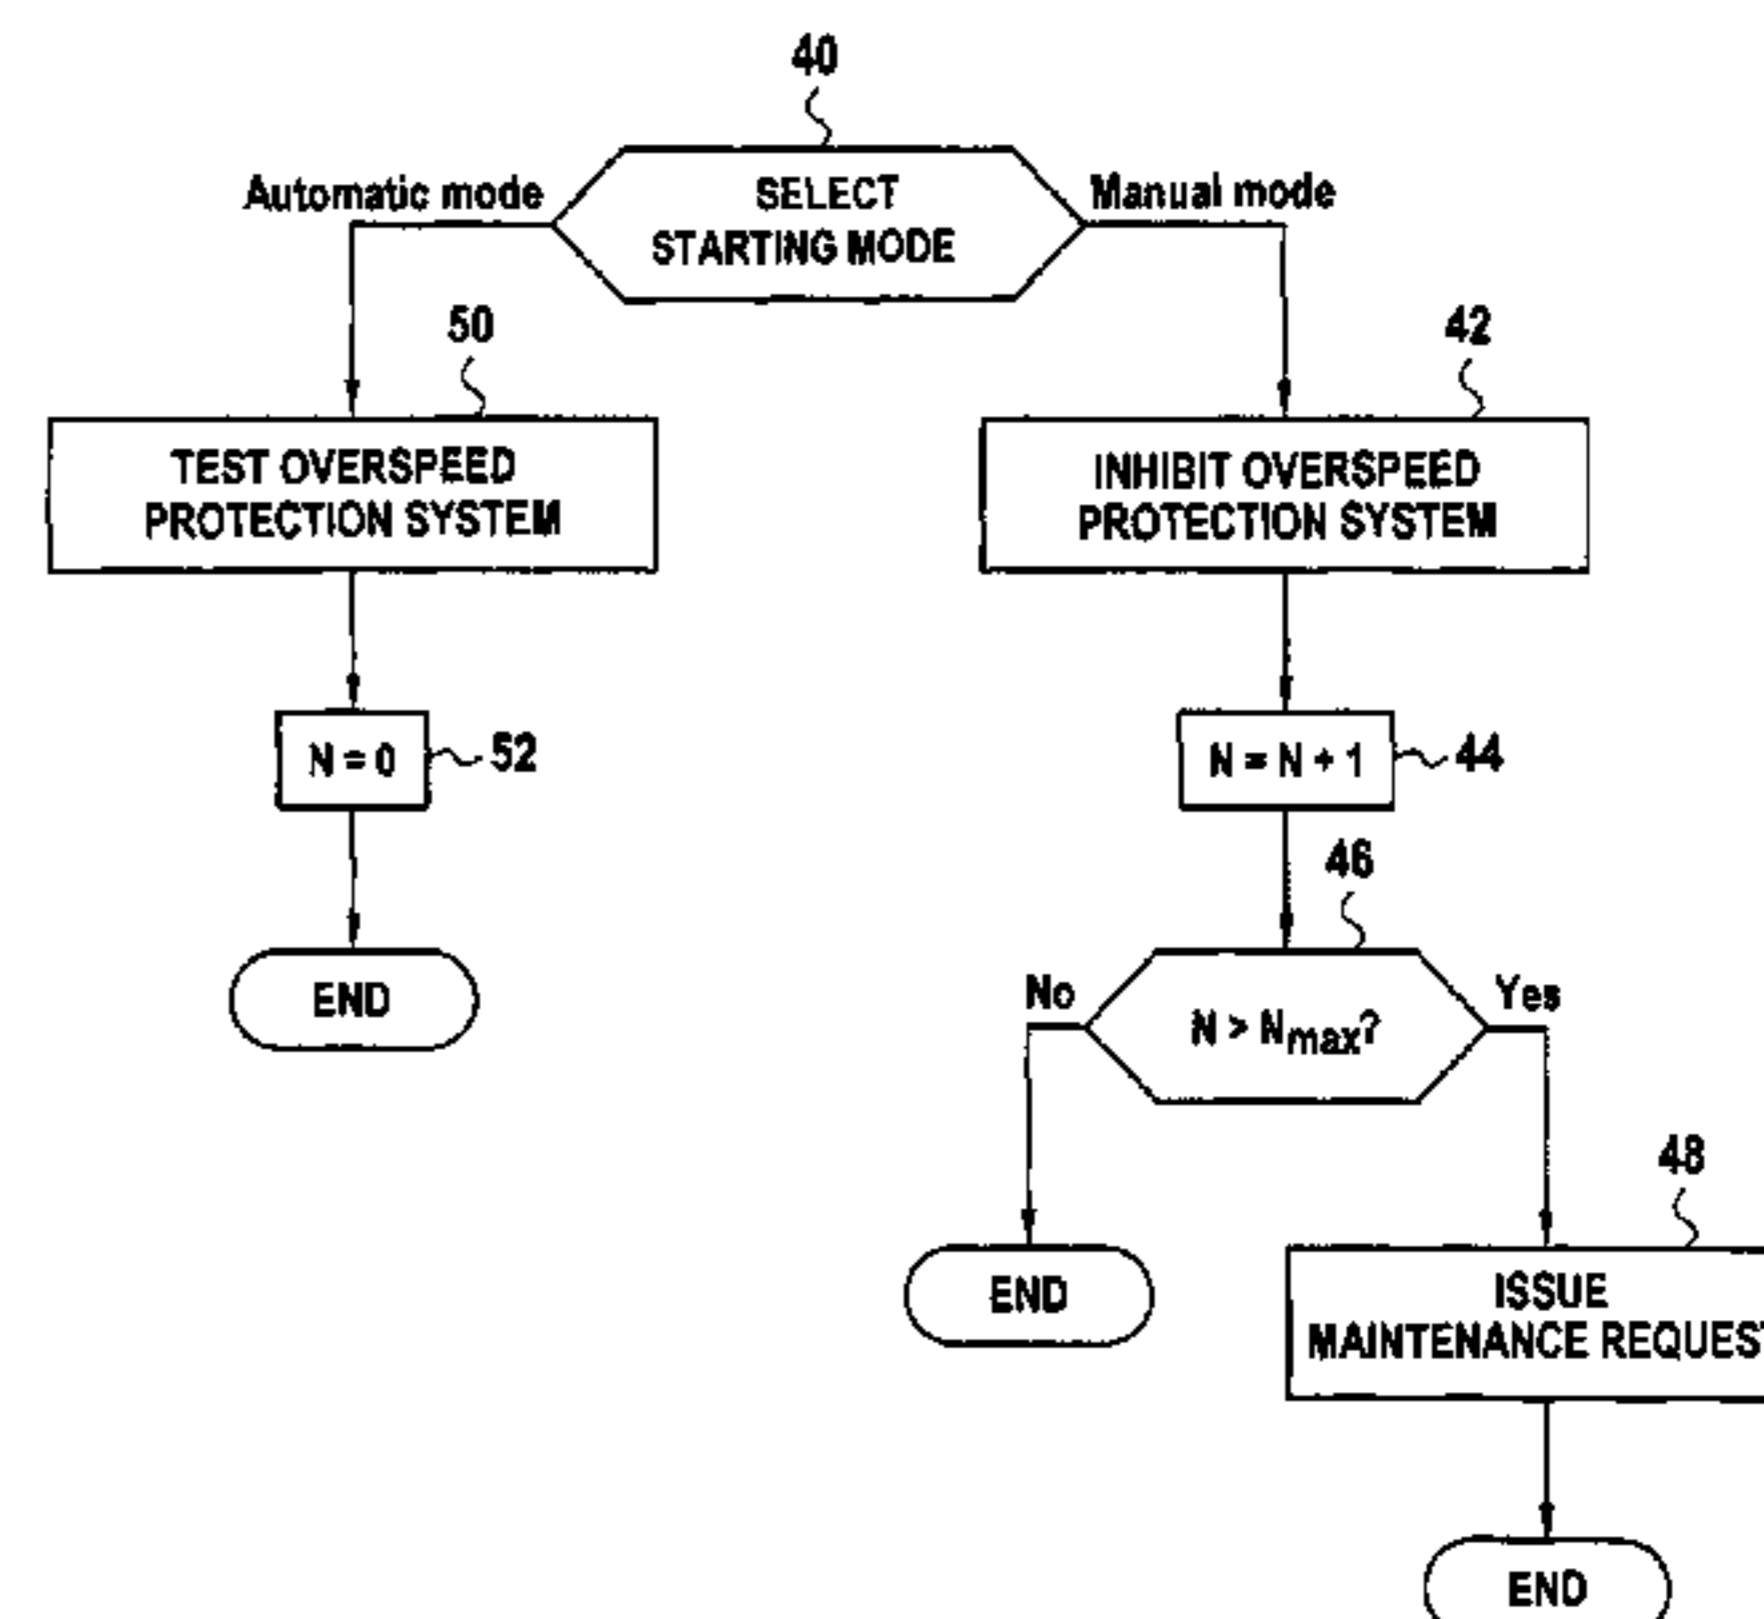 40
Automatic mode
SELECT
STARTING MODE
Manual mode
50
42
TEST OVERSPEED
PROTECTION SYSTEM
INHIBIT OVERSPEED
PROTECTION SYSTEM
N = 0
52
N = N + 1
44
46
No
N > Nmax?
Yes
48
END
END
ISSUE
MAINTENANCE REQUEST
END